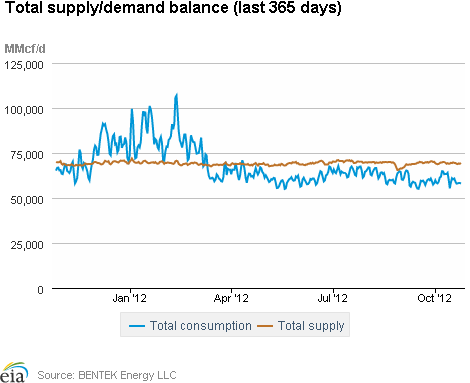 Total supply/demand balance (last 365 days)
MMcf/d
125,000
100,000
75,000
50,000
25,000
0
Jan '12 Apr '12 Jul '12 Oct '12
Total consumption Total supply
eia Source: BENTEK Energy LLC